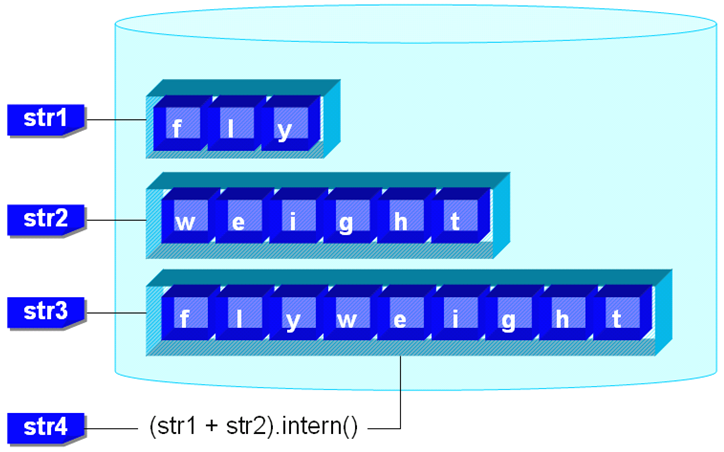 str1 f l y
str2 w e i g h t
str3 f l y w e i g h t
str4 (str1 + str2).intern()